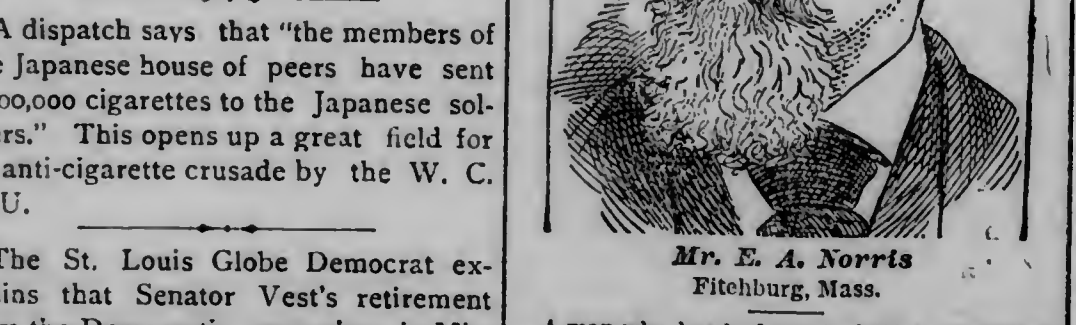 A dispatch says that "the members of
Japanese house of peers have sent
00,000 cigarettes to the Japanese sol-
ers." This opens up a great field for
anti-cigarette crusade by the W. C.
U.
The St. Louis Globe Democrat ex-
ins that Senator Vest's retirement
Mr. E. A. Norris
Fitchburg, Mass.